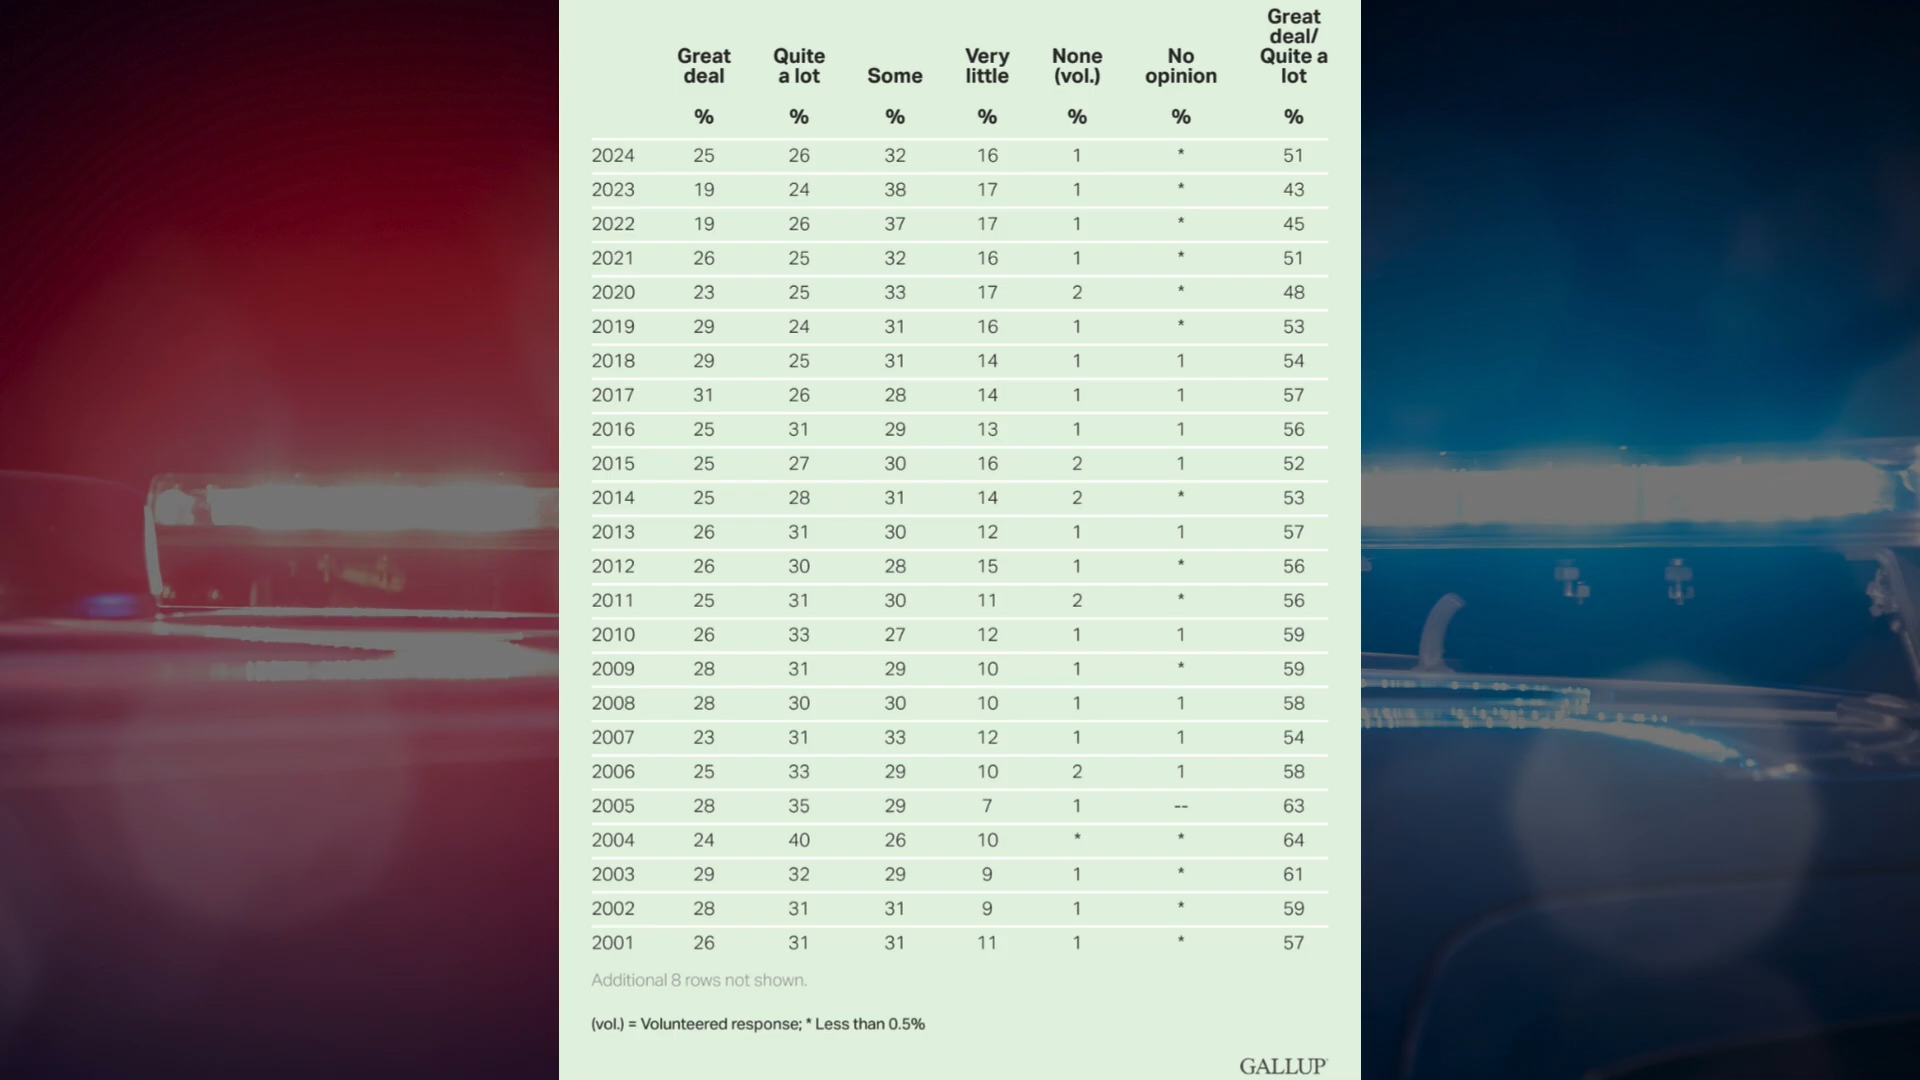 Great deal Quite a lot Some Very little None (vol.) No opinion Great deal/ Quite a lot
% % % % % % %
2024 25 26 32 16 1 * 51
2023 19 24 38 17 1 * 43
2022 19 26 37 17 1 * 45
2021 26 25 32 16 1 * 51
2020 23 25 33 17 2 * 48
2019 29 24 31 16 1 * 53
2018 29 25 31 14 1 1 54
2017 31 26 28 14 1 1 57
2016 25 31 29 13 1 1 56
2015 25 27 30 16 2 1 52
2014 25 28 31 14 2 * 53
2013 26 31 30 12 1 1 57
2012 26 30 28 15 1 * 56
2011 25 31 30 11 2 * 56
2010 26 33 27 12 1 1 59
2009 28 31 29 10 1 * 59
2008 28 30 30 10 1 1 58
2007 23 31 33 12 1 1 54
2006 25 33 29 10 2 1 58
2005 28 35 29 7 1 -- 63
2004 24 40 26 10 * * 64
2003 29 32 29 9 1 * 61
2002 28 31 31 9 1 * 59
2001 26 31 31 11 1 * 57
Additional 8 rows not shown.
(vol.) = Volunteered response; * Less than 0.5%
GALLUP